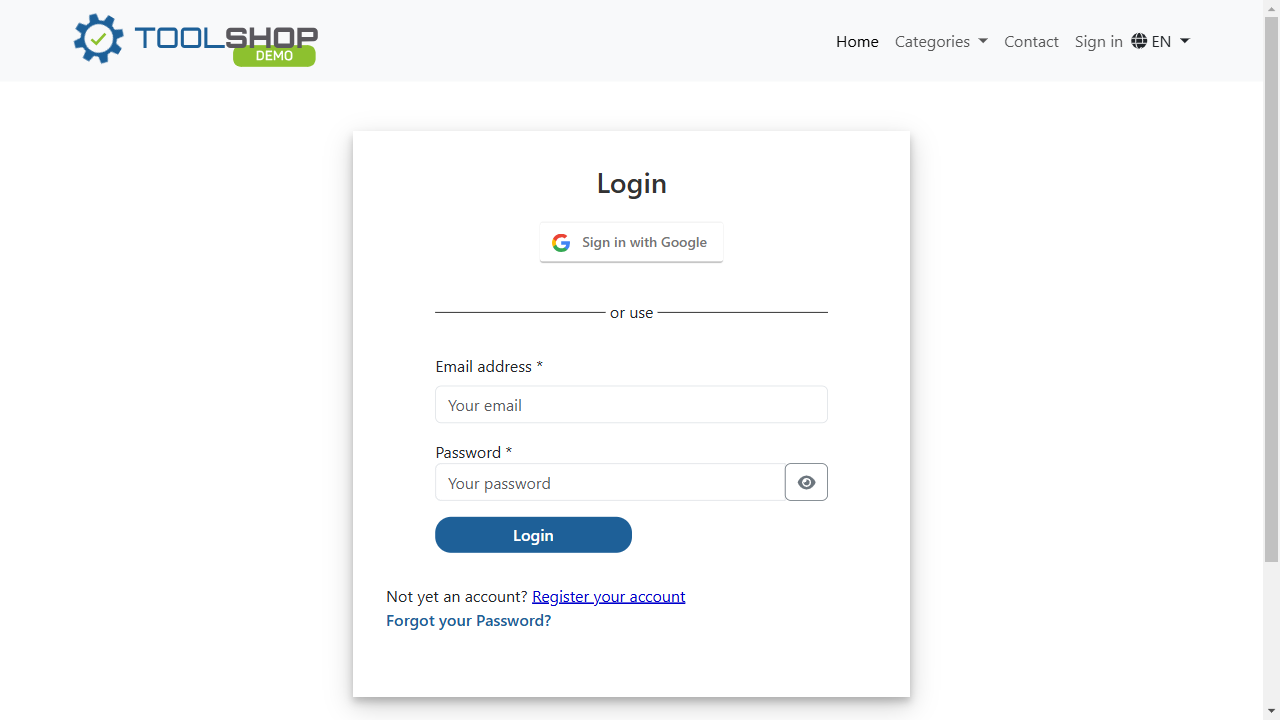 TOOLSHOP
DEMO
Home Categories Contact Sign in EN
Login
Sign in with Google
or use
Email address *
Your email
Password *
Your password
Login
Not yet an account? Register your account
Forgot your Password?